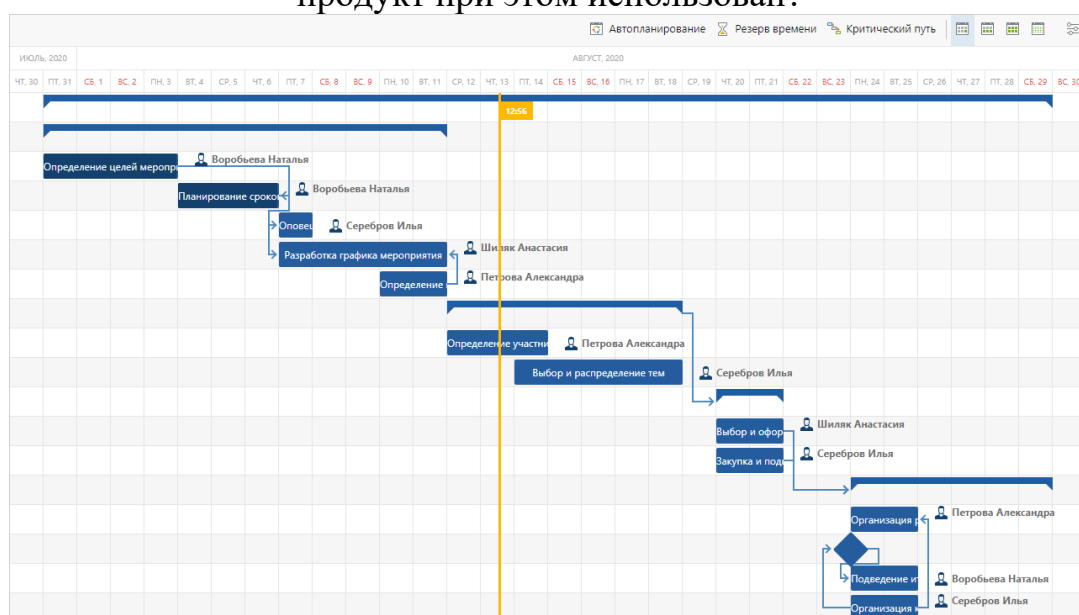 продукт при этом использован?
Автопланирование Резерв времени Критический путь
ИЮЛЬ, 2020 АВГУСТ, 2020
ЧТ, 30 ПТ, 31 СБ, 1 ВС, 2 ПН, 3 ВТ, 4 СР, 5 ЧТ, 6 ПТ, 7 СБ, 8 ВС, 9 ПН, 10 ВТ, 11 СР, 12 ЧТ, 13 ПТ, 14 СБ, 15 ВС, 16 ПН, 17 ВТ, 18 СР, 19 ЧТ, 20 ПТ, 21 СБ, 22 ВС, 23 ПН, 24 ВТ, 25 СР, 26 ЧТ, 27 ПТ, 28 СБ, 29 ВС, 30
12:56
Определение целей меропр Воробьева Наталья
Планирование сроко Воробьева Наталья
Опове Серебров Илья
Разработка графика мероприятия Шиляк Анастасия
Определение Петрова Александра
Определение участни Петрова Александра
Выбор и распределение тем Серебров Илья
Выбор и офор Шиляк Анастасия
Закупка и под Серебров Илья
Организация р Петрова Александра
Подведение ит Воробьева Наталья
Организация Серебров Илья